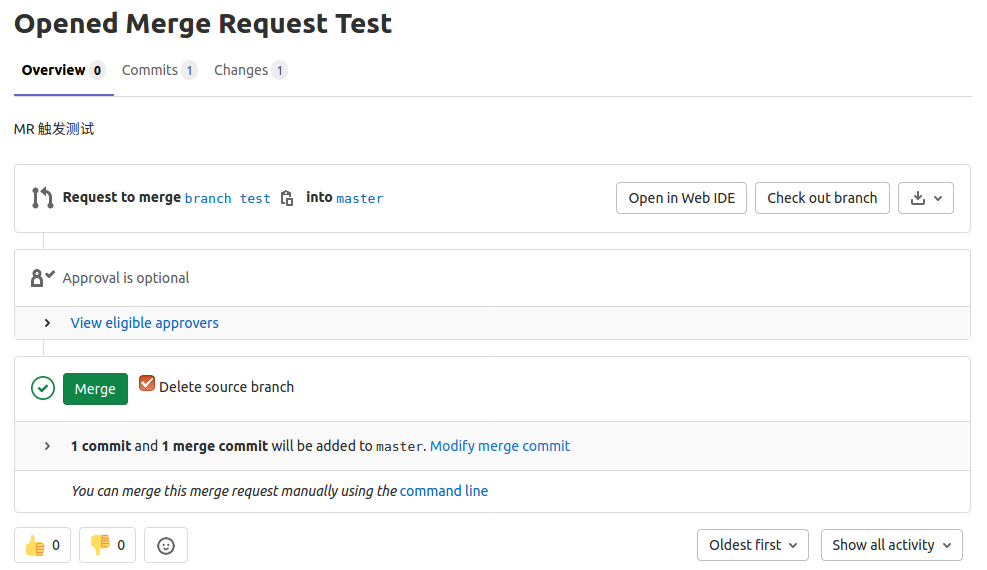 Opened Merge Request Test
Overview 0 Commits 1 Changes 1
MR 触发测试
Request to merge branch test into master Open in Web IDE Check out branch
Approval is optional
View eligible approvers
Merge Delete source branch
1 commit and 1 merge commit will be added to master. Modify merge commit
You can merge this merge request manually using the command line
0 0 Oldest first Show all activity